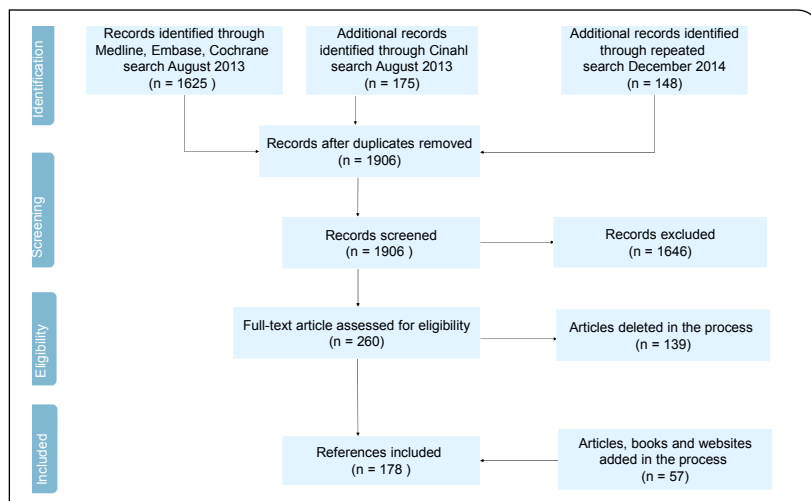 Identification
Records identified through
Medline, Embase, Cochrane
search August 2013
(n = 1625 )
Additional records
identified through Cinahl
search August 2013
(n = 175)
Additional records identified
through repeated
search December 2014
(n = 148)
Records after duplicates removed
(n = 1906)
Screening
Records screened
(n = 1906 )
Records excluded
(n = 1646)
Eligibility
Full-text article assessed for eligibility
(n = 260)
Articles deleted in the process
(n = 139)
Included
References included
(n = 178 )
Articles, books and websites
added in the process
(n = 57)